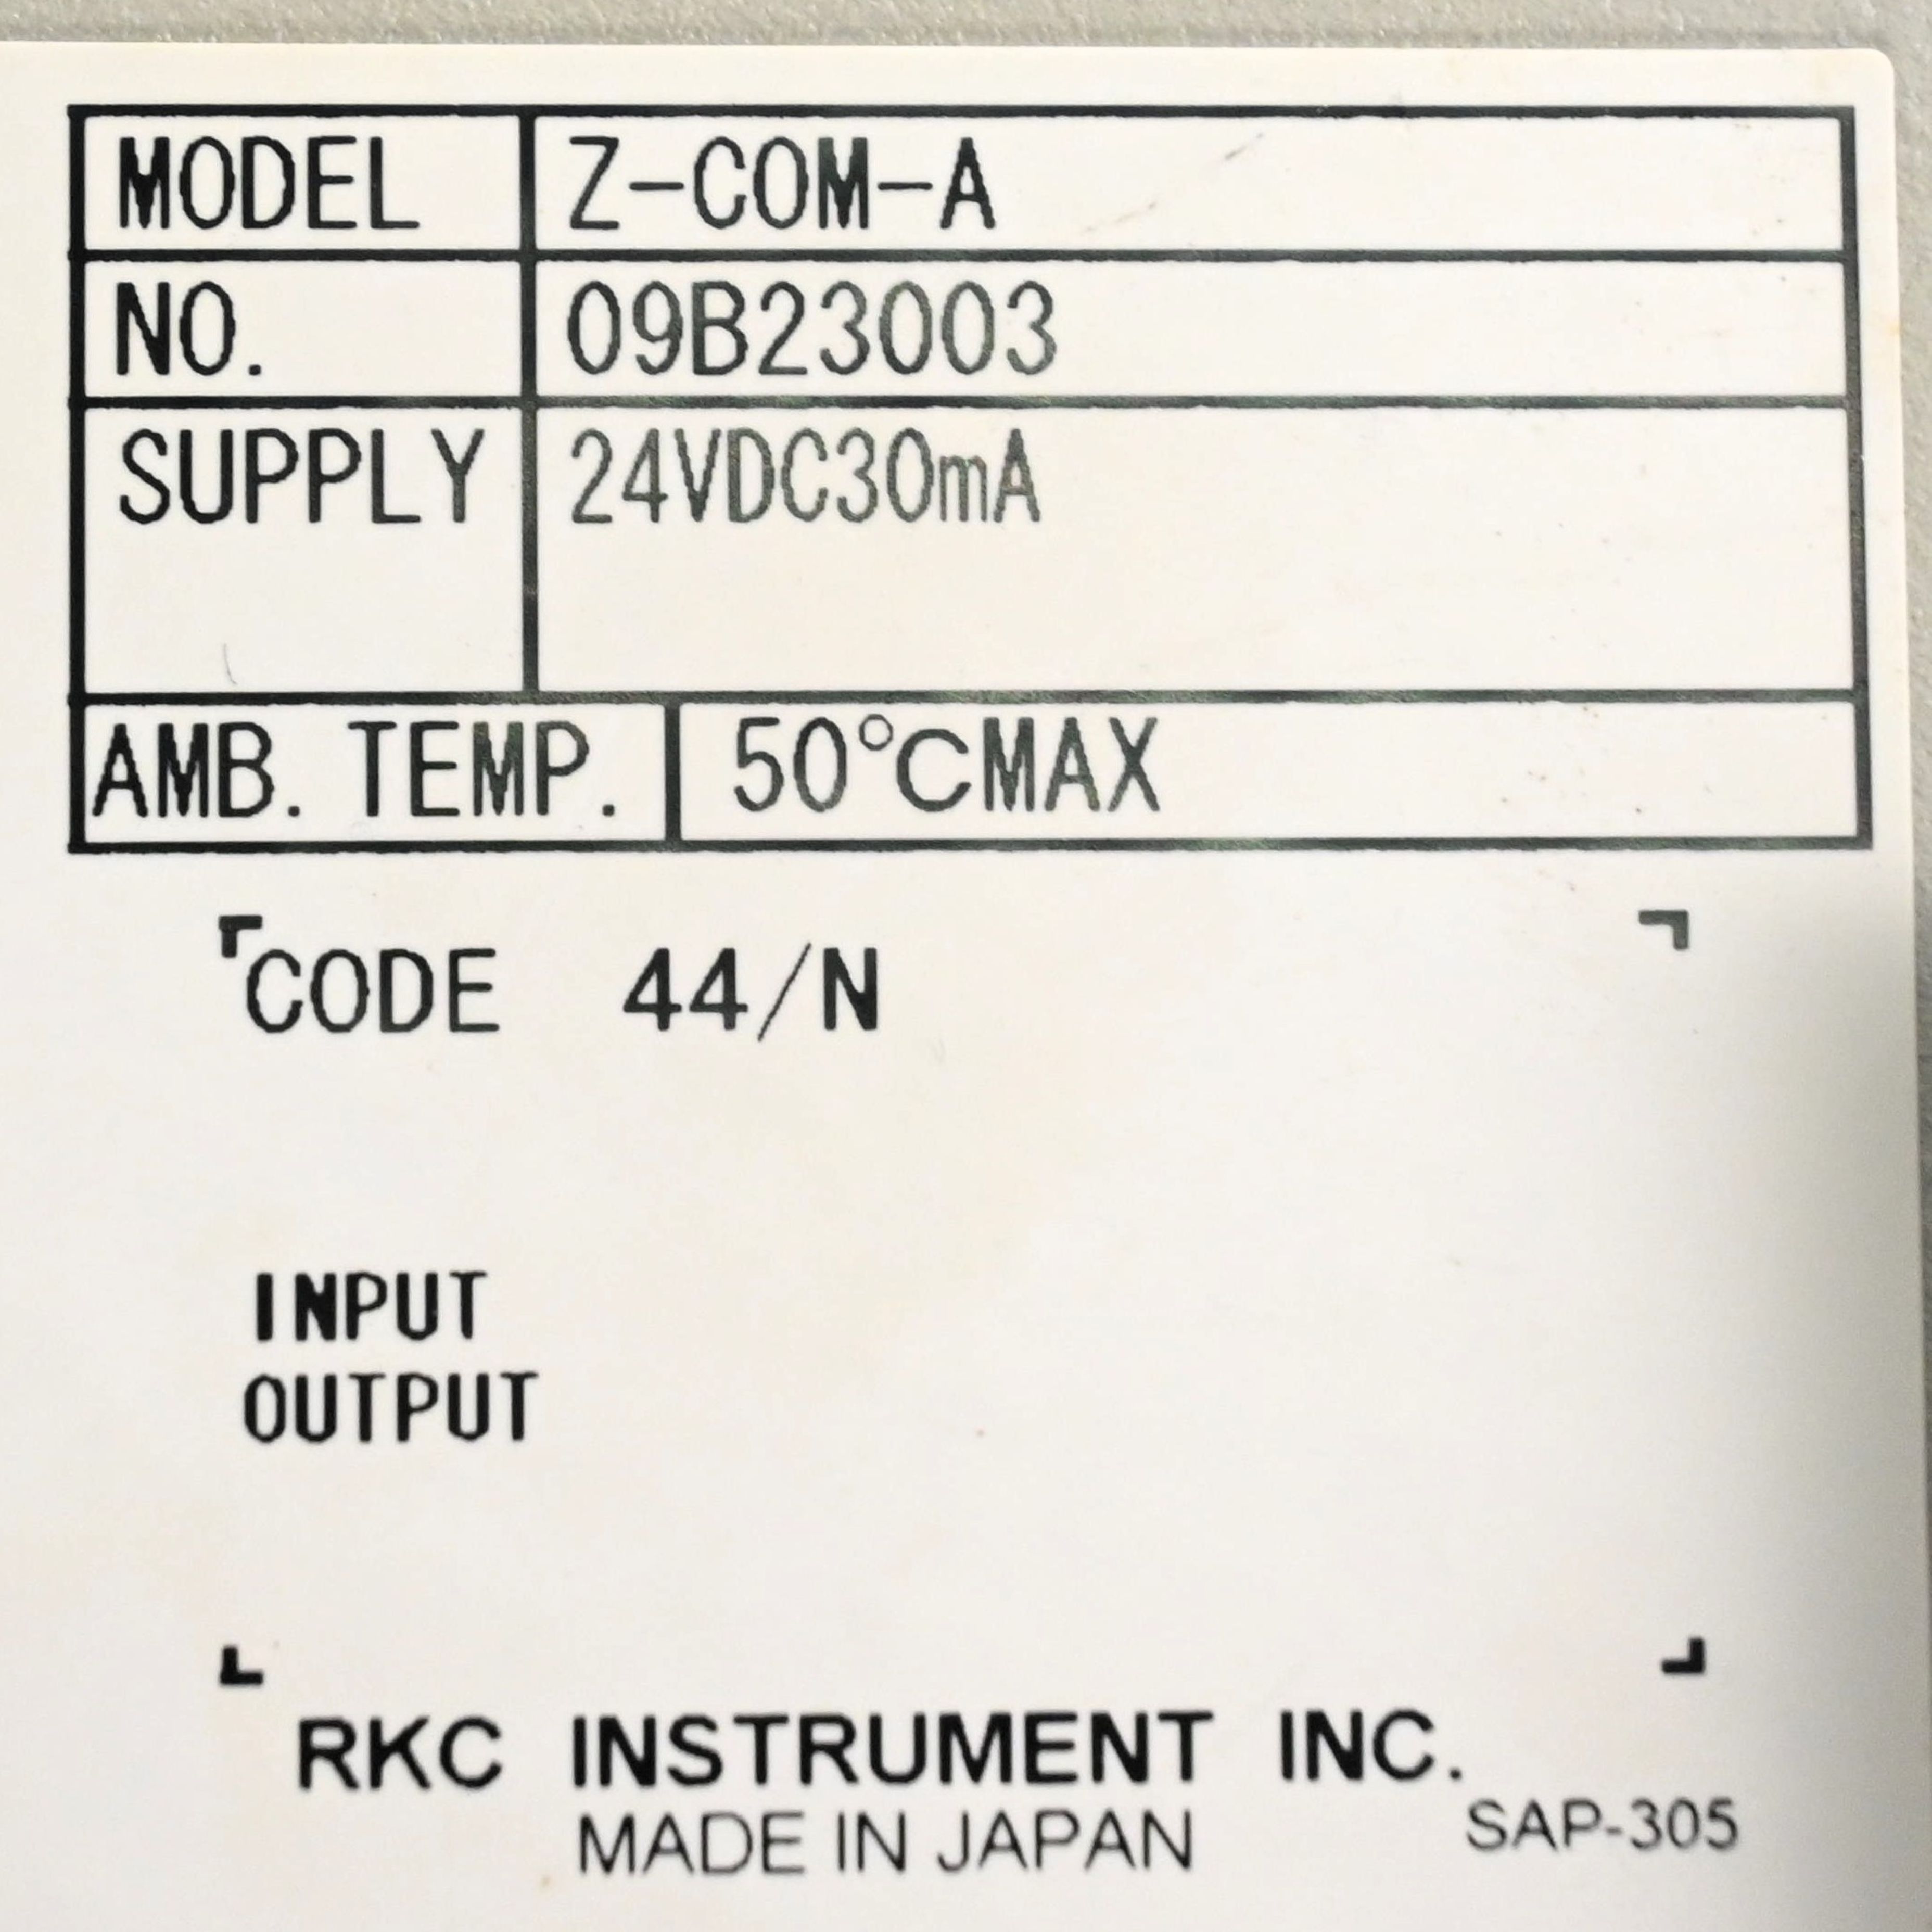 MODEL Z-COM-A
NO. 09B23003
SUPPLY 24VDC30mA
AMB. TEMP. 50°CMAX
CODE 44/N
INPUT
OUTPUT
RKC INSTRUMENT INC.
MADE IN JAPAN SAP-305